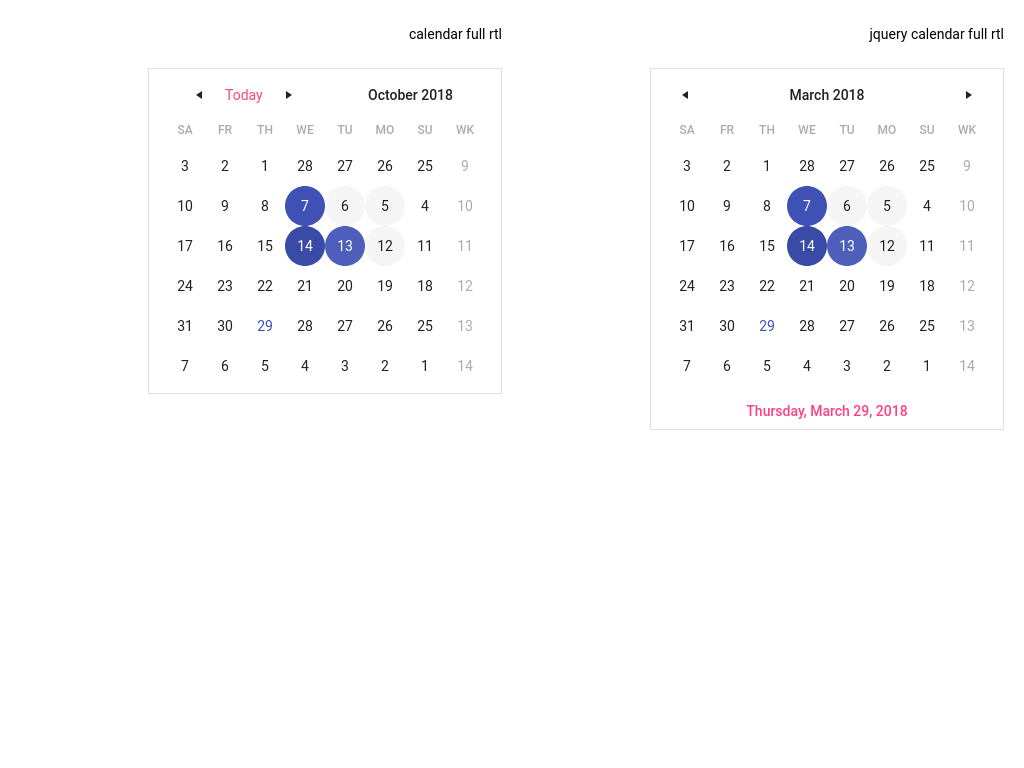 calendar full rtl
Today October 2018
SA FR TH WE TU MO SU WK
3 2 1 28 27 26 25 9
10 9 8 7 6 5 4 10
17 16 15 14 13 12 11 11
24 23 22 21 20 19 18 12
31 30 29 28 27 26 25 13
7 6 5 4 3 2 1 14
jquery calendar full rtl
March 2018
SA FR TH WE TU MO SU WK
3 2 1 28 27 26 25 9
10 9 8 7 6 5 4 10
17 16 15 14 13 12 11 11
24 23 22 21 20 19 18 12
31 30 29 28 27 26 25 13
7 6 5 4 3 2 1 14
Thursday, March 29, 2018